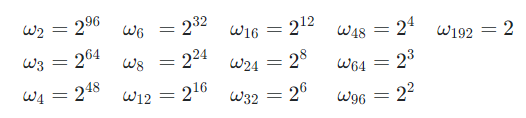 ω₂ = 2⁹⁶ ω₆ = 2³² ω₁₆ = 2¹² ω₄₈ = 2⁴ ω₁₉₂ = 2
ω₃ = 2⁶⁴ ω₈ = 2²⁴ ω₂₄ = 2⁸ ω₆₄ = 2³
ω₄ = 2⁴⁸ ω₁₂ = 2¹⁶ ω₃₂ = 2⁶ ω₉₆ = 2²